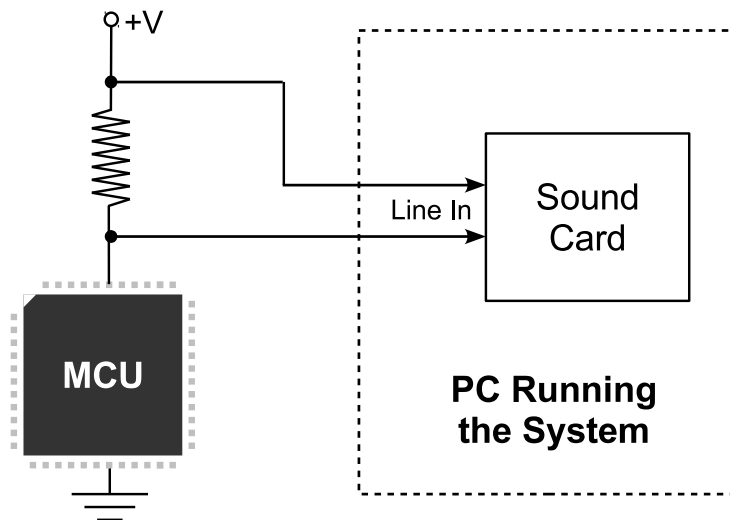 +V
Line In
Sound
Card
MCU
PC Running
the System